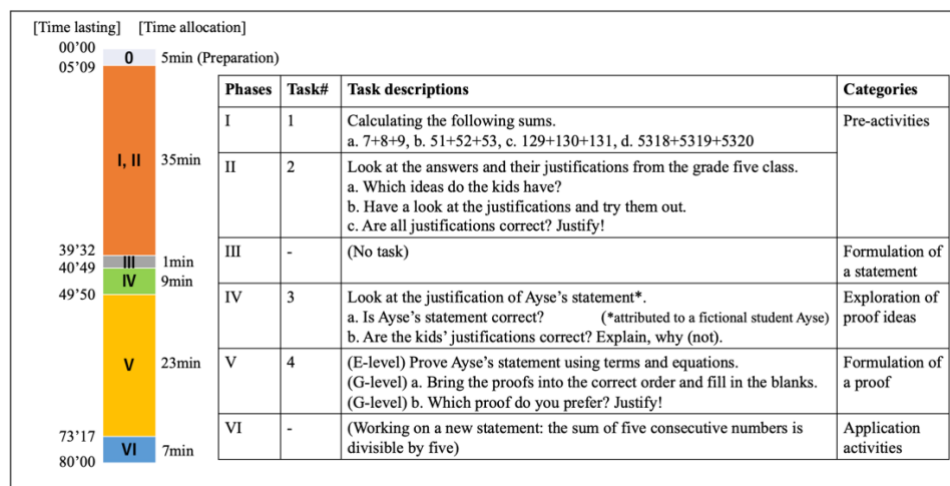 [Time lasting] [Time allocation]
00’00
0 5min (Preparation)
05’09
I, II 35min
39’32
III 1min
40’49
IV 9min
49’50
V 23min
73’17
VI 7min
80’00
Phases Task# Task descriptions Categories
I 1 Calculating the following sums. Pre-activities
a. 7+8+9, b. 51+52+53, c. 129+130+131, d. 5318+5319+5320
II 2 Look at the answers and their justifications from the grade five class.
a. Which ideas do the kids have?
b. Have a look at the justifications and try them out.
c. Are all justifications correct? Justify!
III - (No task) Formulation of
a statement
IV 3 Look at the justification of Ayse’s statement*. Exploration of
a. Is Ayse’s statement correct? (*attributed to a fictional student Ayse) proof ideas
b. Are the kids’ justifications correct? Explain, why (not).
V 4 (E-level) Prove Ayse’s statement using terms and equations. Formulation of
(G-level) a. Bring the proofs into the correct order and fill in the blanks. a proof
(G-level) b. Which proof do you prefer? Justify!
VI - (Working on a new statement: the sum of five consecutive numbers is Application
divisible by five) activities